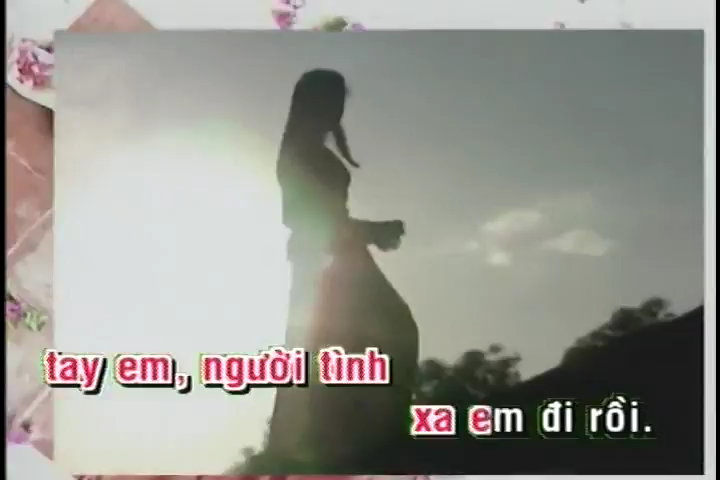 tay em, người tình
xa em đi rồi.